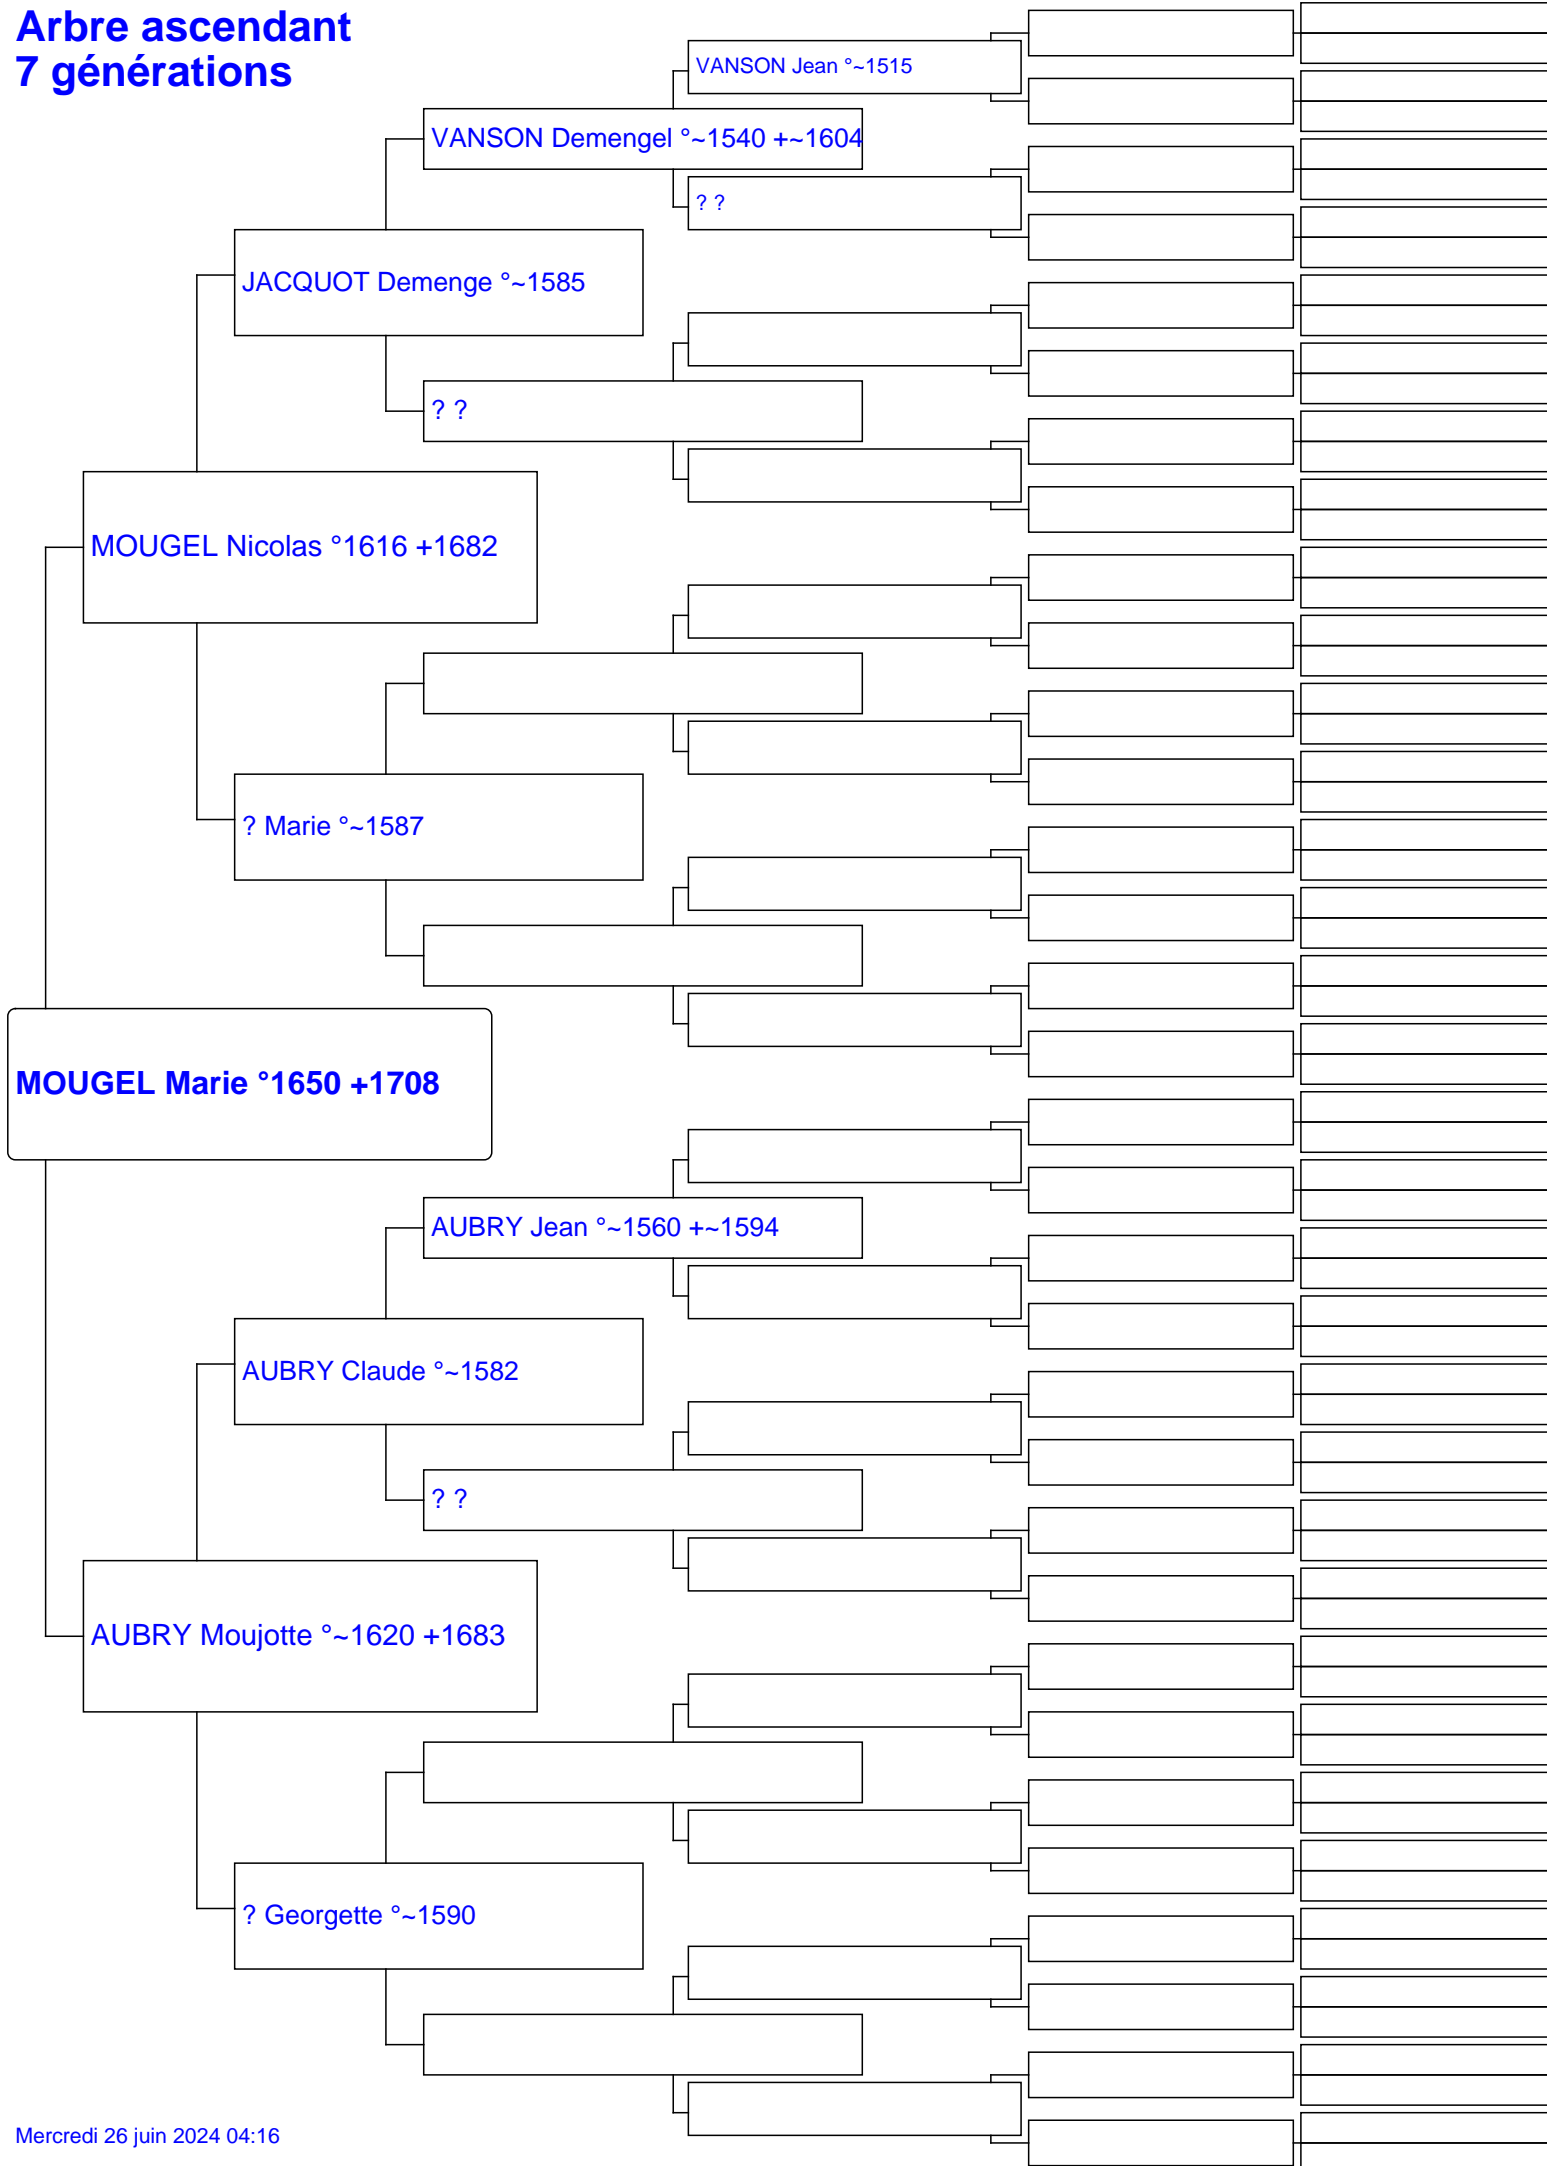 Arbre ascendant
7 générations
VANSON Jean °~1515
VANSON Demengel °~1540 +~1604
? ?
JACQUOT Demenge °~1585
? ?
MOUGEL Nicolas °1616 +1682
? Marie °~1587
MOUGEL Marie °1650 +1708
AUBRY Jean °~1560 +~1594
AUBRY Claude °~1582
? ?
AUBRY Moujotte °~1620 +1683
? Georgette °~1590
Mercredi 26 juin 2024 04:16